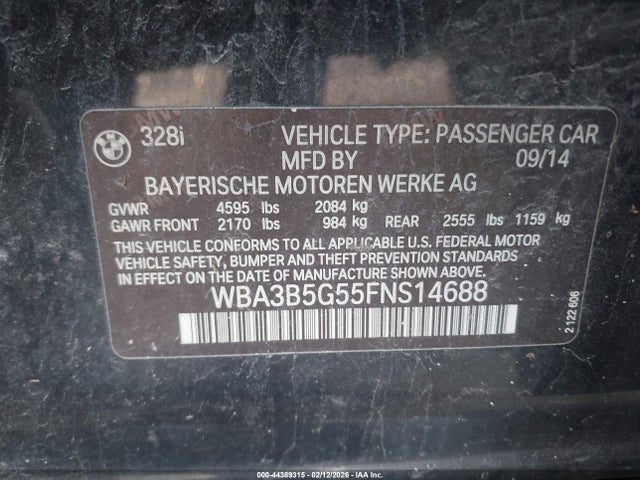 328i VEHICLE TYPE: PASSENGER CAR
MFD BY 09/14
BAYERISCHE MOTOREN WERKE AG
GVWR 4595 lbs 2084 kg
GAWR FRONT 2170 lbs 984 kg REAR 2555 lbs 1159 kg
THIS VEHICLE CONFORMS TO ALL APPLICABLE U.S. FEDERAL MOTOR
VEHICLE SAFETY, BUMPER AND THEFT PREVENTION STANDARDS
IN EFFECT ON THE DATE OF MANUFACTURE SHOWN ABOVE.
WBA3B5G55FNS14688
2 122 606
000-44389315 - 02/12/2026 - IAA Inc.